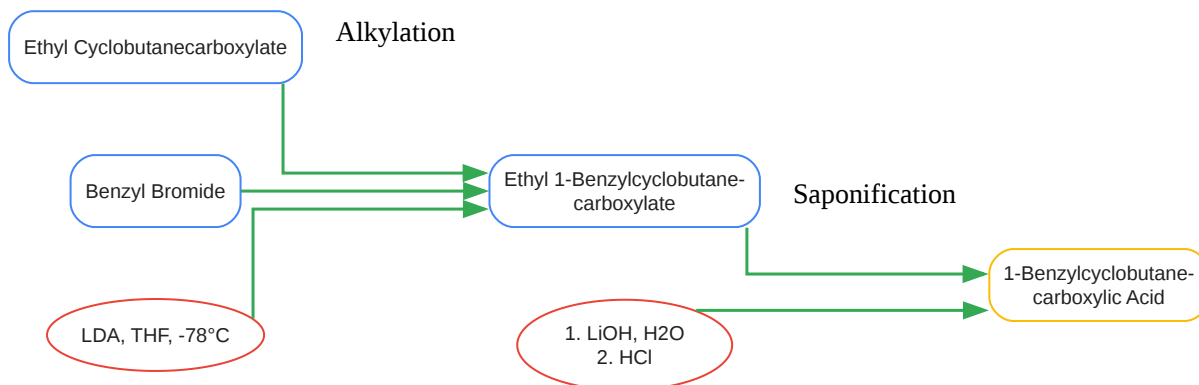 Ethyl Cyclobutanecarboxylate
Alkylation
Benzyl Bromide
Ethyl 1-Benzylcyclobutane-
carboxylate
Saponification
1-Benzylcyclobutane-
carboxylic Acid
LDA, THF, -78°C
1. LiOH, H2O
2. HCl